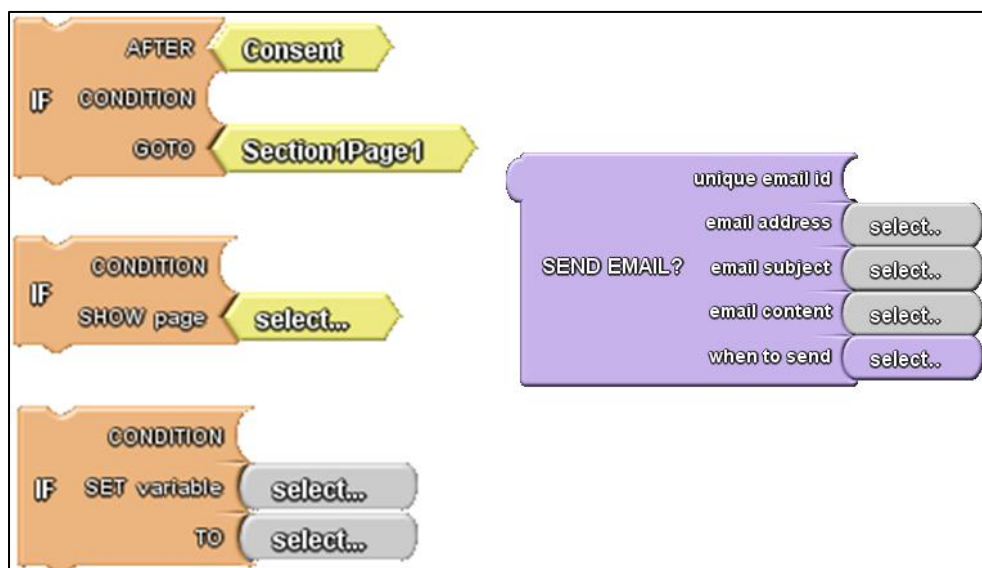 AFTER Consent
IF CONDITION
GOTO Section1Page1
CONDITION
IF
SHOW page select...
CONDITION
IF SET variable select...
TO select...
unique email id
email address select..
SEND EMAIL? email subject select..
email content select..
when to send select..